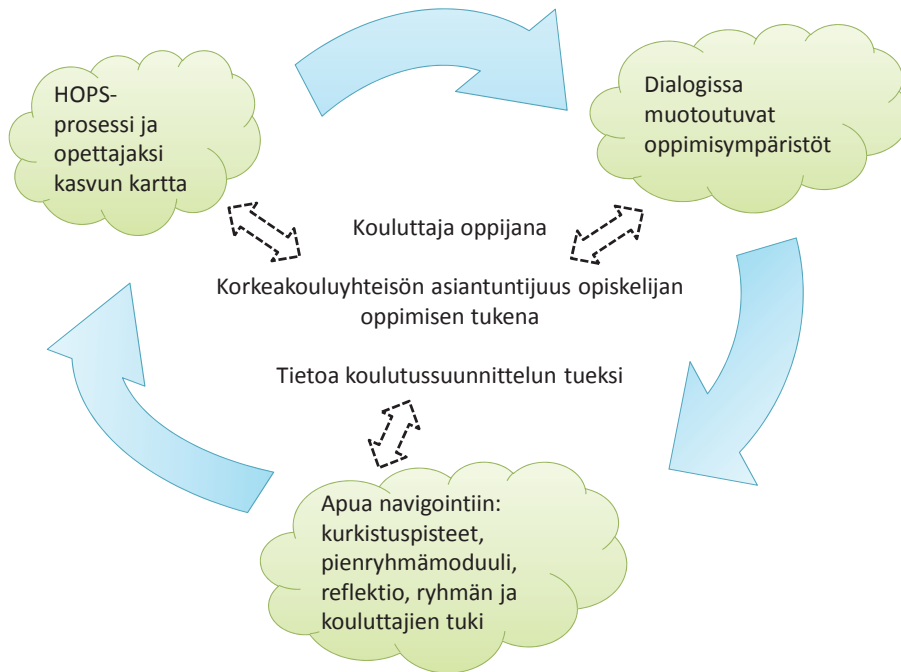 HOPS-
prosessi ja
opettajaksi
kasvun kartta
Dialogissa
muotoutuvat
oppimisympäristöt
Kouluttaja oppijana
Korkeakouluyhteisön asiantuntijuus opiskelijan
oppimisen tukena
Tietoa koulutussuunnittelun tueksi
Apua navigointiin:
kurkistuspisteet,
pienryhmämoduuli,
reflektio, ryhmän ja
kouluttajien tuki